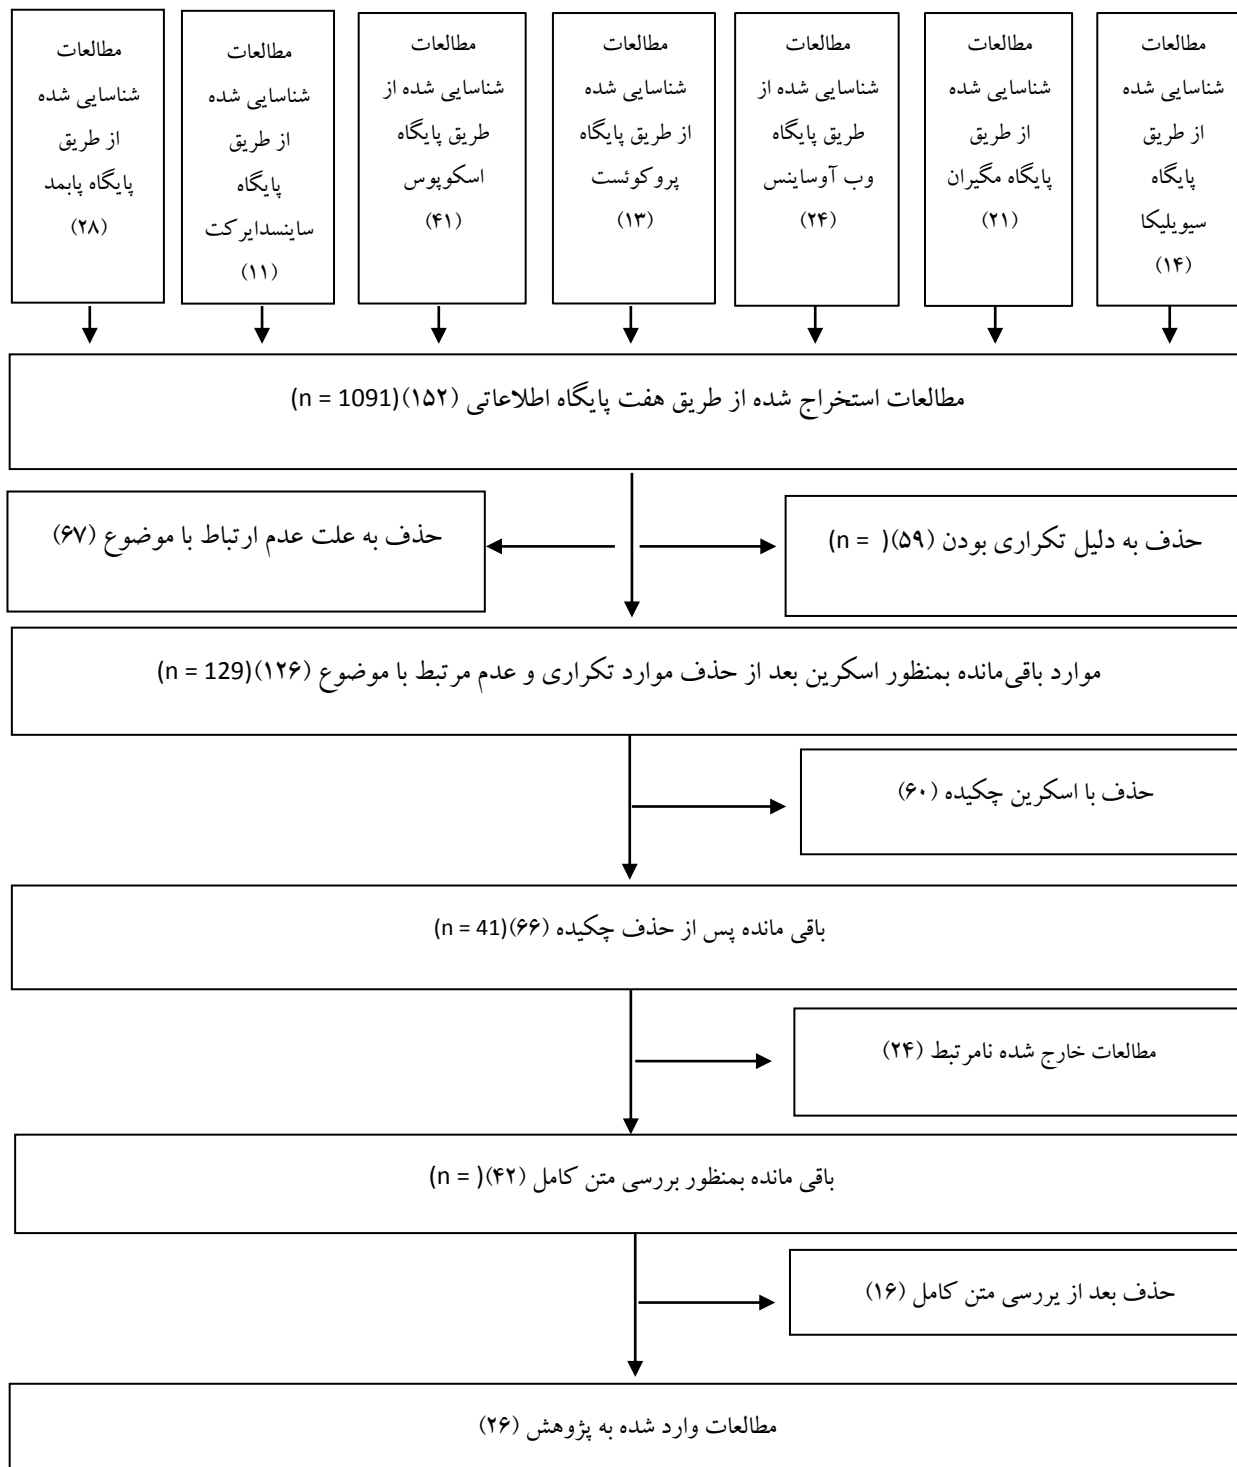 مطالعات
شناسایی شده
از طریق
پایگاه
سیویلیکا
(۱۴)
مطالعات
شناسایی شده
از طریق
پایگاه مگیران
(۲۱)
مطالعات
شناسایی شده از
طریق پایگاه
وب آوساینس
(۲۴)
مطالعات
شناسایی شده
از طریق پایگاه
پروکوئست
(۱۳)
مطالعات
شناسایی شده از
طریق پایگاه
اسکوپوس
(۴۱)
مطالعات
شناسایی شده
از طریق
پایگاه
ساینسدایرکت
(۱۱)
مطالعات
شناسایی شده
از طریق
پایگاه پابمد
(۲۸)
مطالعات استخراج شده از طریق هفت پایگاه اطلاعاتی (۱۵۲)(n = 1091)
حذف به دلیل تکراری بودن (۵۹)(n = )
حذف به علت عدم ارتباط با موضوع (۶۷)
موارد باقی‌مانده بمنظور اسکرین بعد از حذف موارد تکراری و عدم مرتبط با موضوع (۱۲۶)(n = 129)
حذف با اسکرین چکیده (۶۰)
باقی مانده پس از حذف چکیده (۶۶)(n = 41)
مطالعات خارج شده نامرتبط (۲۴)
باقی مانده بمنظور بررسی متن کامل (۴۲)(n = )
حذف بعد از یررسی متن کامل (۱۶)
مطالعات وارد شده به پژوهش (۲۶)